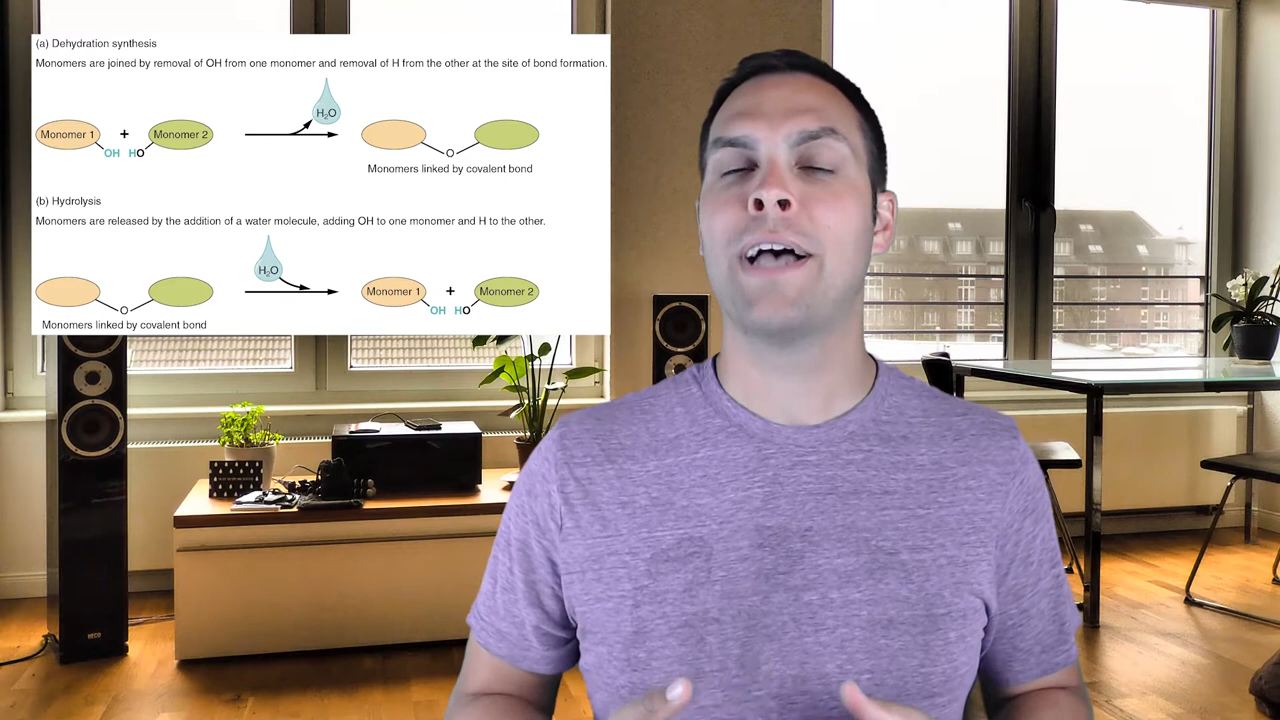 (a) Dehydration synthesis
Monomers are joined by removal of OH from one monomer and removal of H from the other at the site of bond formation.
H₂O
Monomer 1 + Monomer 2
OH HO
O
Monomers linked by covalent bond
(b) Hydrolysis
Monomers are released by the addition of a water molecule, adding OH to one monomer and H to the other.
H₂O
Monomer 1 + Monomer 2
O
OH HO
Monomers linked by covalent bond
HECO